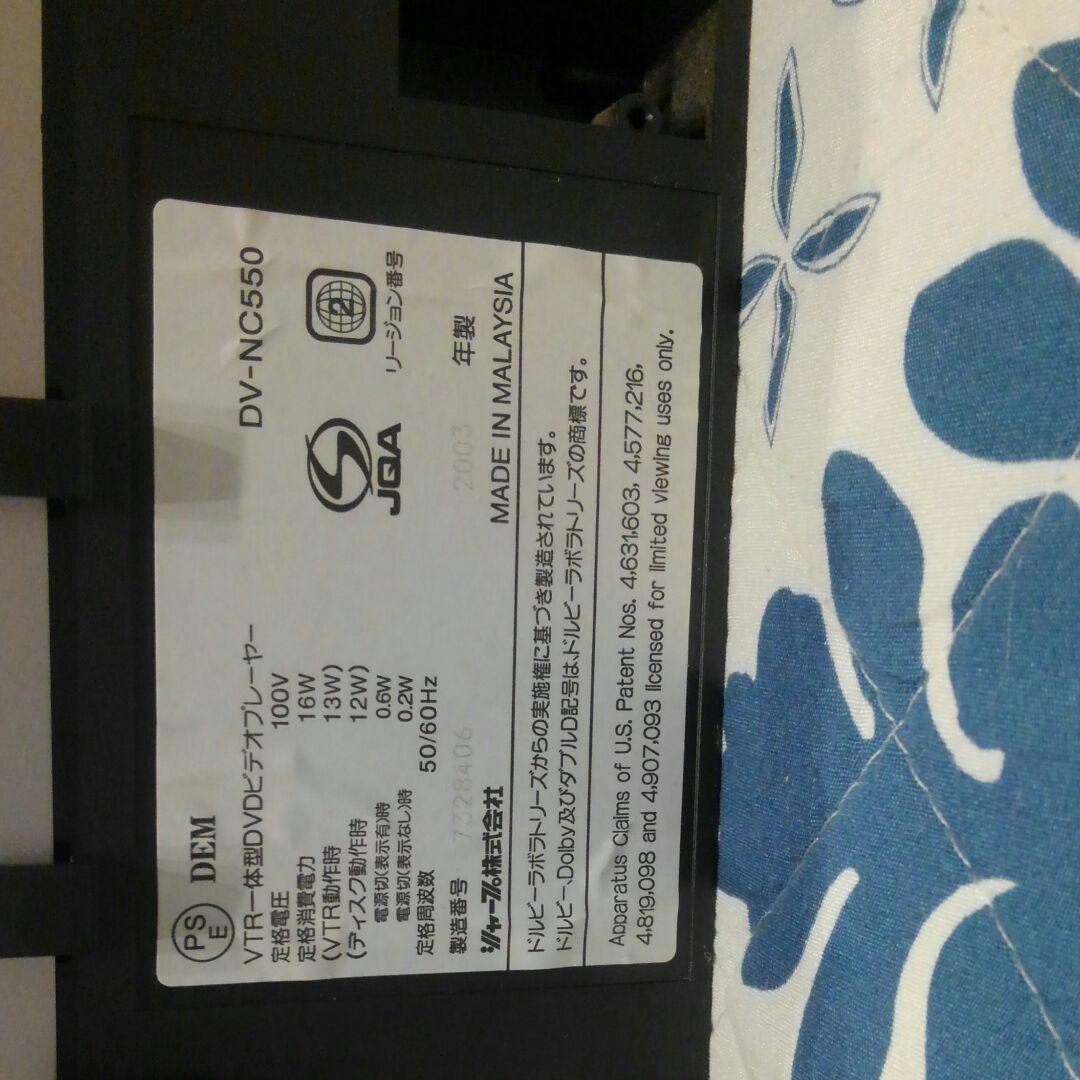 PS
E
DEM
VTR一体型DVDビデオプレーヤー DV-NC550
定格電圧 100V
定格消費電力 16W
(VTR動作時 13W)
(ディスク動作時 12W)
電源切(表示有)時 0.6W
電源切(表示なし)時 0.2W
定格周波数 50/60Hz
JQA
2
リージョン番号
製造番号 7328406 2003 年製
シャープ株式会社 MADE IN MALAYSIA
ドルビーラボラトリーズからの実施権に基づき製造されています。
ドルビー、Dolby及びダブルD記号は、ドルビーラボラトリーズの商標です。
Apparatus Claims of U.S. Patent Nos. 4,631,603, 4,577,216,
4,819,098 and 4,907,093 licensed for limited viewing uses only.